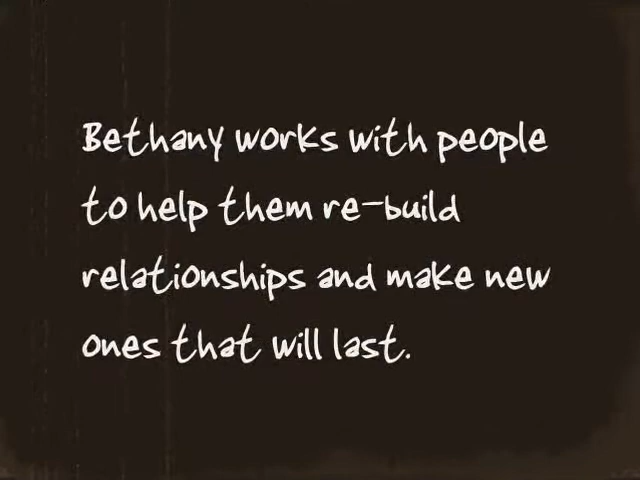 Bethany works with people
to help them re-build
relationships and make new
ones that will last.